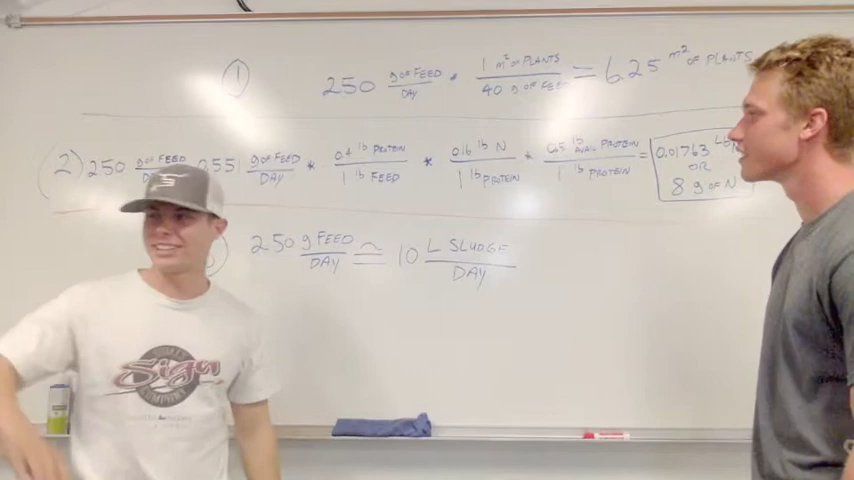 1
250 g OF FEED / DAY • 1 m² OF PLANTS / 40 g OF FEED = 6.25 m² OF PLANTS
2) 250 g OF FEED / DAY 0.551 g OF FEED / DAY * 0.4 lb PROTEIN / 1 lb FEED * 0.16 lb N / 1 lb PROTEIN * 0.5 lb AVAIL PROTEIN / 1 lb PROTEIN = 0.01763 Lb
OR
8 g OF N
250 g FEED / DAY ≅ 10 L SLUDGE / DAY
Sign
COMPANY